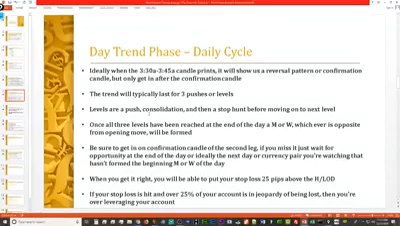 Day Trend Phase – Daily Cycle
Ideally when the 3:30a-3:45a candle prints, it will show us a reversal pattern or confirmation
candle, but only get in after the confirmation candle
The trend will typically last for 3 pushes or levels
Levels are a push, consolidation, and then a stop hunt before moving on to next level
Once all three levels have been reached at the end of the day a M or W, which ever is opposite
from opening move, will be formed
Be sure to get in on confirmation candle of the second leg, if you miss it just wait for
opportunity at the end of the day or ideally the next day or currency pair you're watching that
hasn't formed the beginning M or W of the day
When you get it right, you will be able to put your stop loss 25 pips above the H/LOD
If your stop loss is hit and over 25% of your account is in jeopardy of being lost, then you're
over leveraging your account